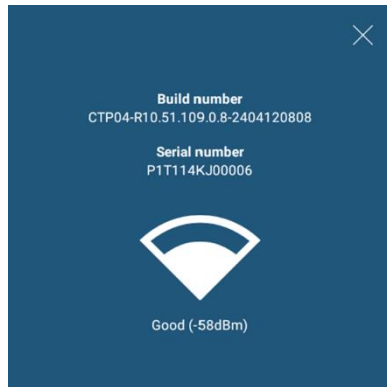 Build number
CTP04-R10.51.109.0.8-2404120808
Serial number
P1T114KJ00006
Good (-58dBm)